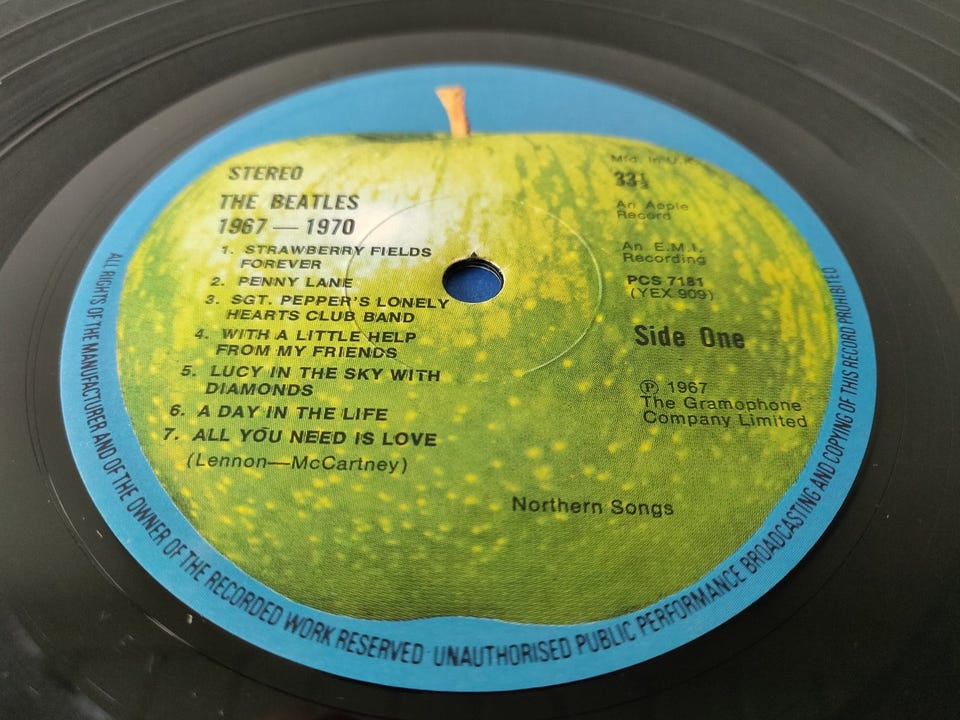 STEREO
THE BEATLES
1967 — 1970
1. STRAWBERRY FIELDS
FOREVER
2. PENNY LANE
3. SGT. PEPPER'S LONELY
HEARTS CLUB BAND
4. WITH A LITTLE HELP
FROM MY FRIENDS
5. LUCY IN THE SKY WITH
DIAMONDS
6. A DAY IN THE LIFE
7. ALL YOU NEED IS LOVE
(Lennon—McCartney)
Mfd. in U.K.
33⅓
An Apple
Record
An E.M.I.
Recording
PCS 7181
(YEX 909)
Side One
Ⓟ 1967
The Gramophone
Company Limited
Northern Songs
ALL RIGHTS OF THE MANUFACTURER AND OF THE OWNER OF THE RECORDED WORK RESERVED UNAUTHORISED PUBLIC PERFORMANCE BROADCASTING AND COPYING OF THIS RECORD PROHIBITED